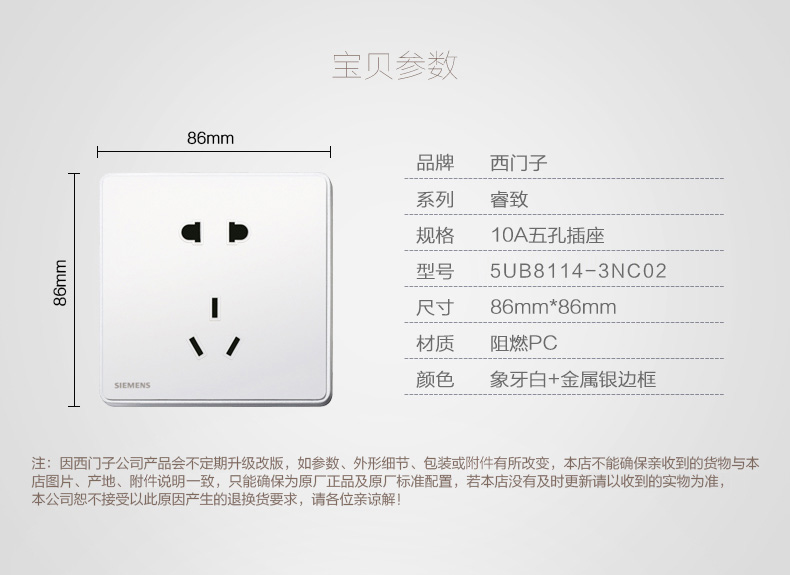 宝贝参数
86mm
86mm
SIEMENS
品牌 西门子
系列 睿致
规格 10A五孔插座
型号 5UB8114-3NC02
尺寸 86mm*86mm
材质 阻燃PC
颜色 象牙白+金属银边框
注：因西门子公司产品会不定期升级改版，如参数、外形细节、包装或附件有所改变，本店不能确保亲收到的货物与本
店图片、产地、附件说明一致，只能确保为原厂正品及原厂标准配置，若本店没有及时更新请以收到的实物为准，
本公司恕不接受以此原因产生的退换货要求，请各位亲谅解！